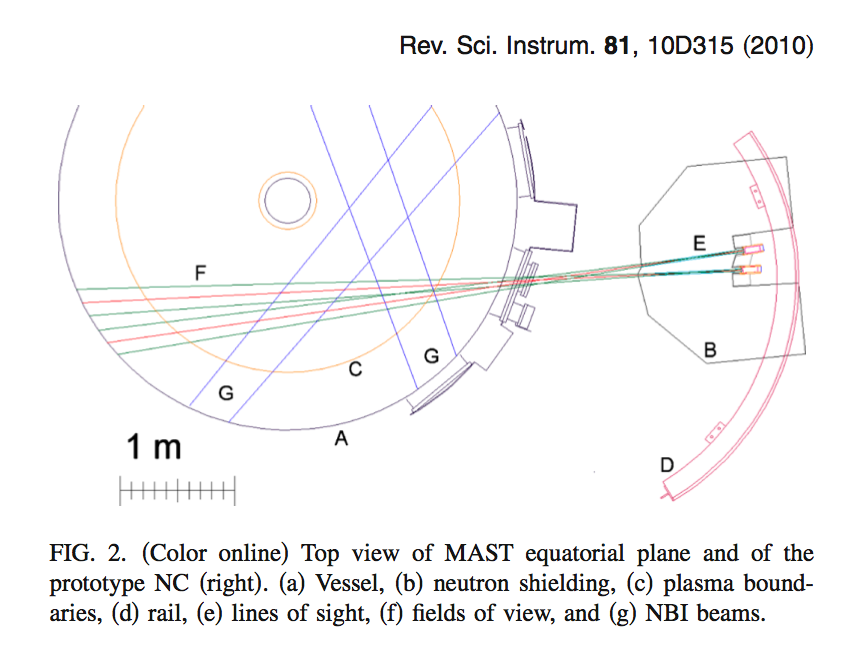 Rev. Sci. Instrum. 81, 10D315 (2010)
E
F
B
G
C
G
A
1 m
D
FIG. 2. (Color online) Top view of MAST equatorial plane and of the
prototype NC (right). (a) Vessel, (b) neutron shielding, (c) plasma bound-
aries, (d) rail, (e) lines of sight, (f) fields of view, and (g) NBI beams.